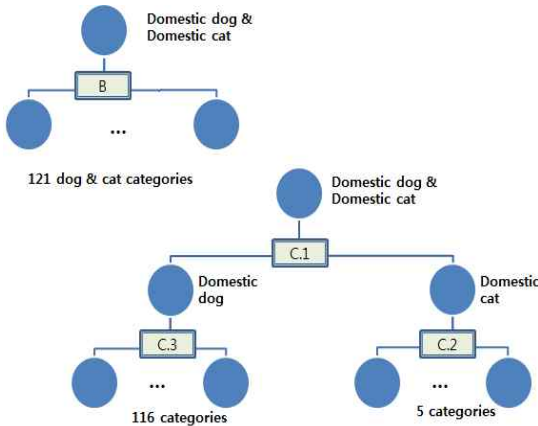 Domestic dog &
Domestic cat
B
...
121 dog & cat categories
Domestic dog &
Domestic cat
C.1
Domestic
dog
Domestic
cat
C.3
C.2
...
...
116 categories
5 categories